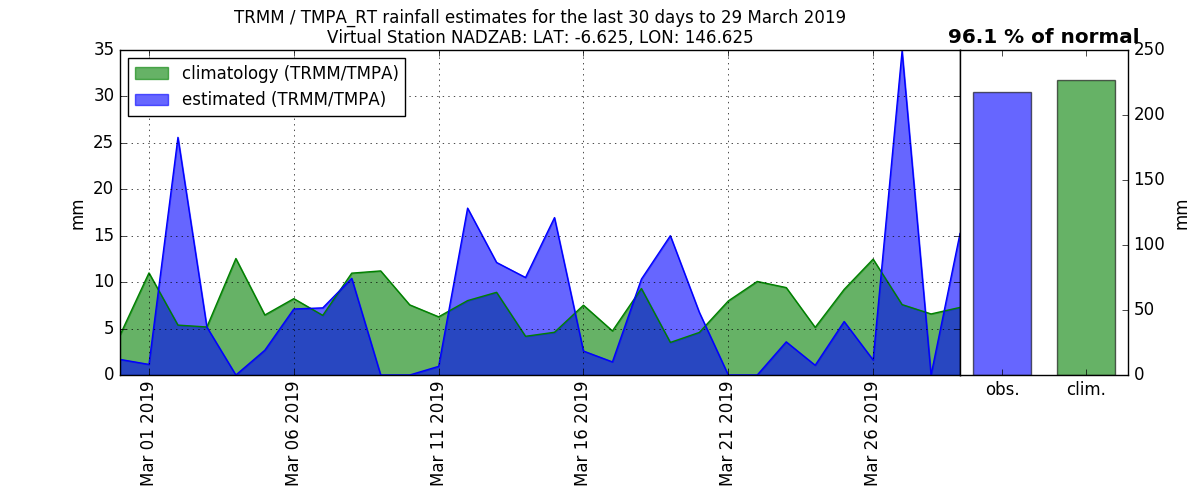 TRMM / TMPA_RT rainfall estimates for the last 30 days to 29 March 2019
Virtual Station NADZAB: LAT: -6.625, LON: 146.625
96.1 % of normal
climatology (TRMM/TMPA)
estimated (TRMM/TMPA)
35
30
25
20
15
10
5
0
mm
Mar 01 2019
Mar 06 2019
Mar 11 2019
Mar 16 2019
Mar 21 2019
Mar 26 2019
obs.
clim.
250
200
150
100
50
0
mm